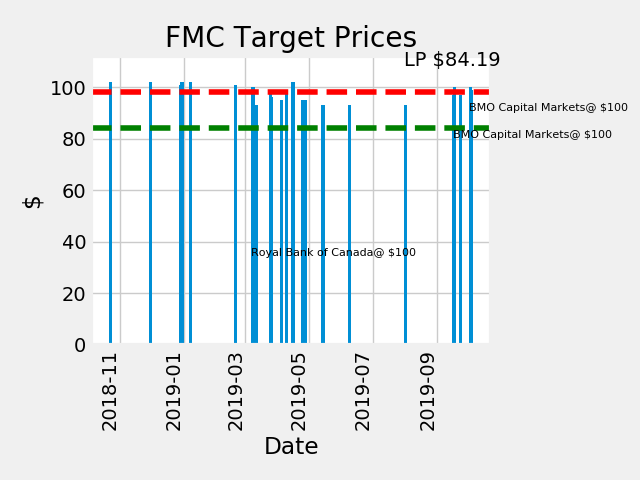 FMC Target Prices
LP $84.19
100
80
60
40
20
0
$
BMO Capital Markets@ $100
BMO Capital Markets@ $100
Royal Bank of Canada@ $100
2018-11
2019-01
2019-03
2019-05
2019-07
2019-09
Date